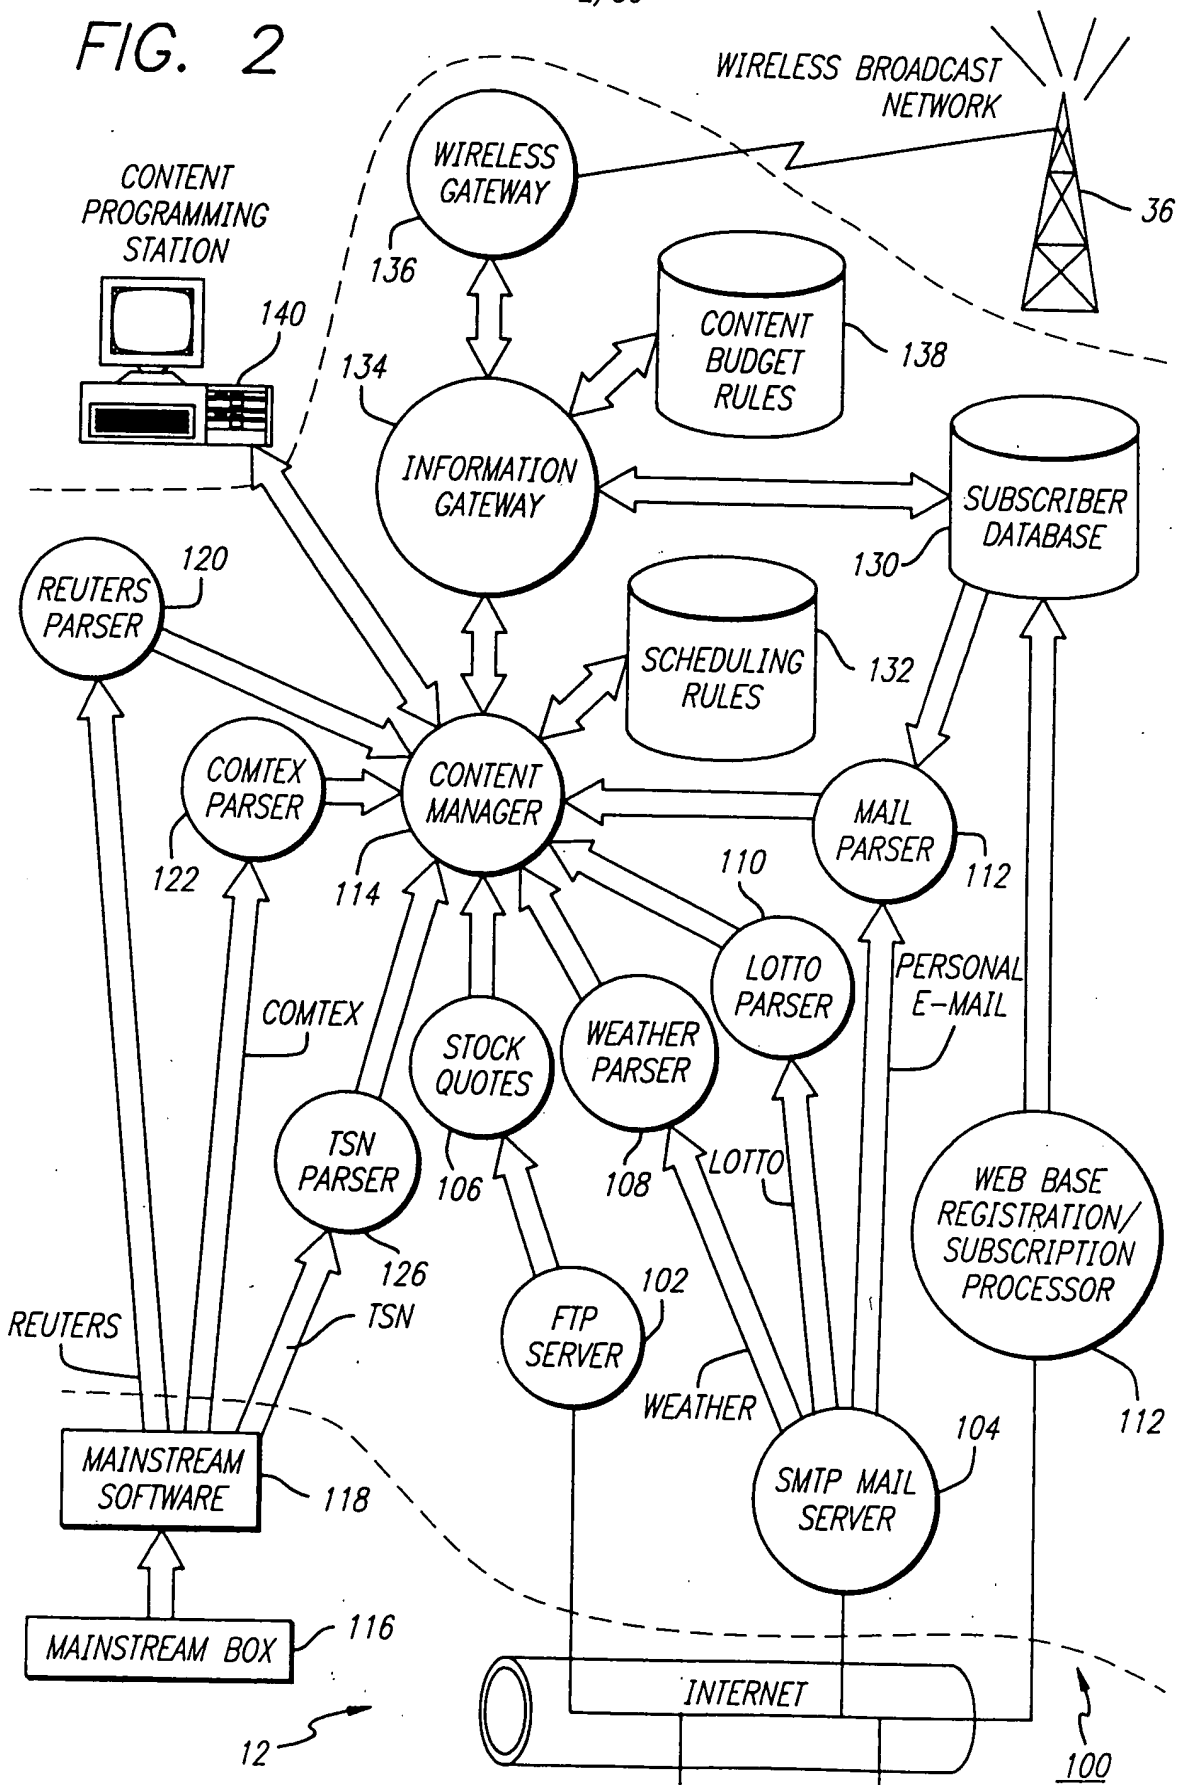 FIG. 2
WIRELESS BROADCAST
NETWORK
WIRELESS
GATEWAY
136
36
CONTENT
PROGRAMMING
STATION
140
CONTENT
BUDGET
RULES
138
134
INFORMATION
GATEWAY
SUBSCRIBER
DATABASE
130
REUTERS
PARSER
120
SCHEDULING
RULES
132
COMTEX
PARSER
122
CONTENT
MANAGER
114
MAIL
PARSER
112
110
LOTTO
PARSER
PERSONAL
E-MAIL
COMTEX
STOCK
QUOTES
106
WEATHER
PARSER
108
LOTTO
TSN
PARSER
126
TSN
WEB BASE
REGISTRATION/
SUBSCRIPTION
PROCESSOR
112
REUTERS
FTP
SERVER
102
WEATHER
104
SMTP MAIL
SERVER
MAINSTREAM
SOFTWARE
118
MAINSTREAM BOX
116
INTERNET
12
100